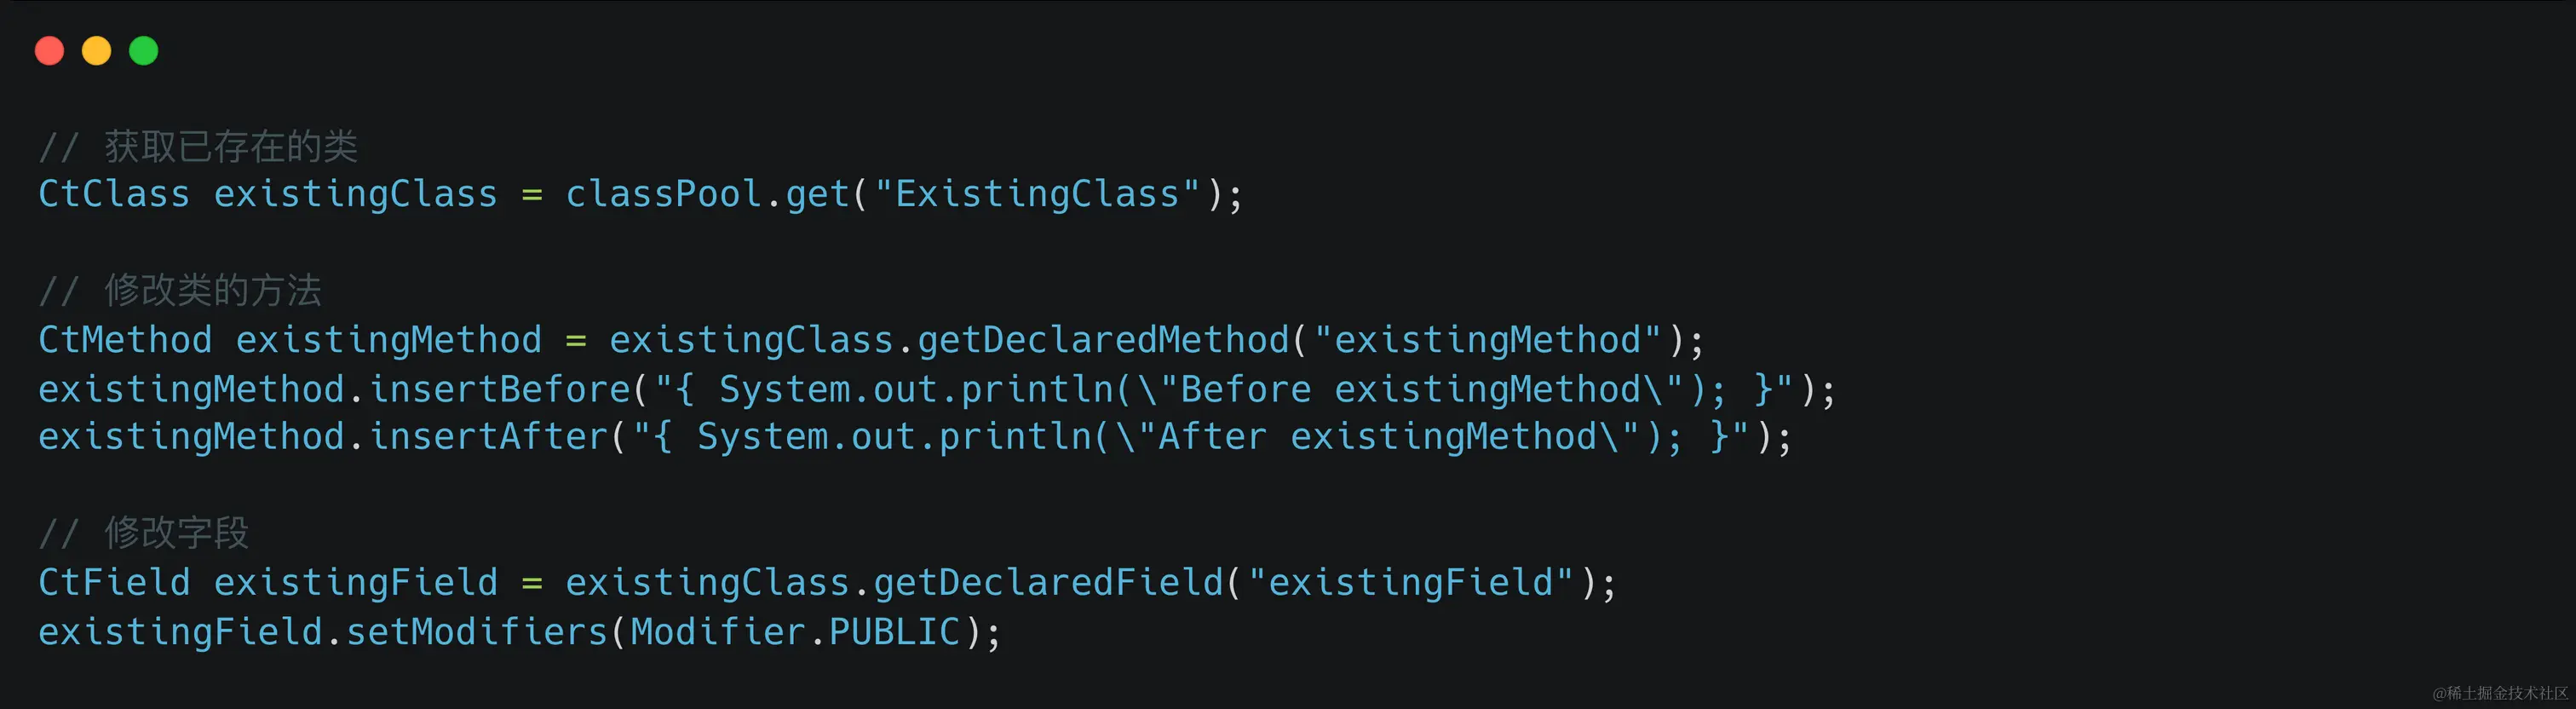 // 获取已存在的类
CtClass existingClass = classPool.get("ExistingClass");
// 修改类的方法
CtMethod existingMethod = existingClass.getDeclaredMethod("existingMethod");
existingMethod.insertBefore("{ System.out.println(\"Before existingMethod\"); }");
existingMethod.insertAfter("{ System.out.println(\"After existingMethod\"); }");
// 修改字段
CtField existingField = existingClass.getDeclaredField("existingField");
existingField.setModifiers(Modifier.PUBLIC);
@稀土掘金技术社区